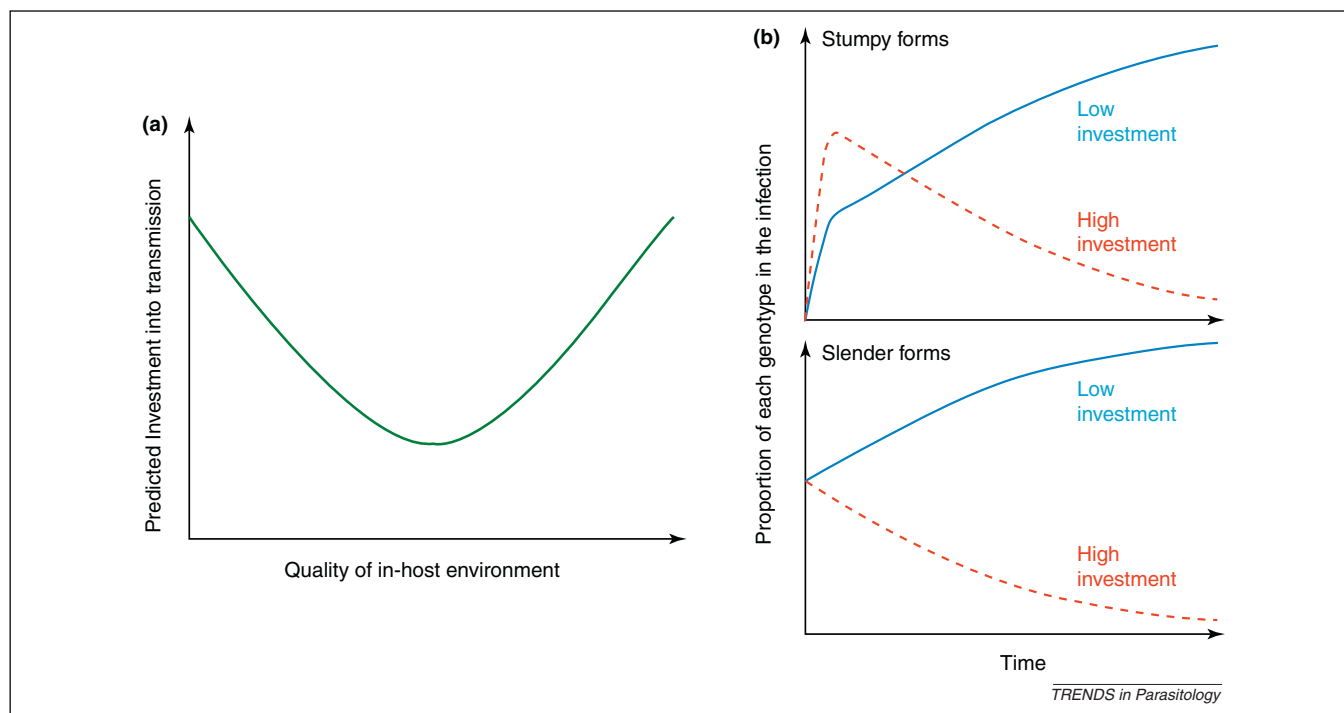 (a)
Predicted Investment into transmission
Quality of in-host environment
(b)
Proportion of each genotype in the infection
Stumpy forms
Low
investment
High
investment
Slender forms
Low
investment
High
investment
Time
TRENDS in Parasitology